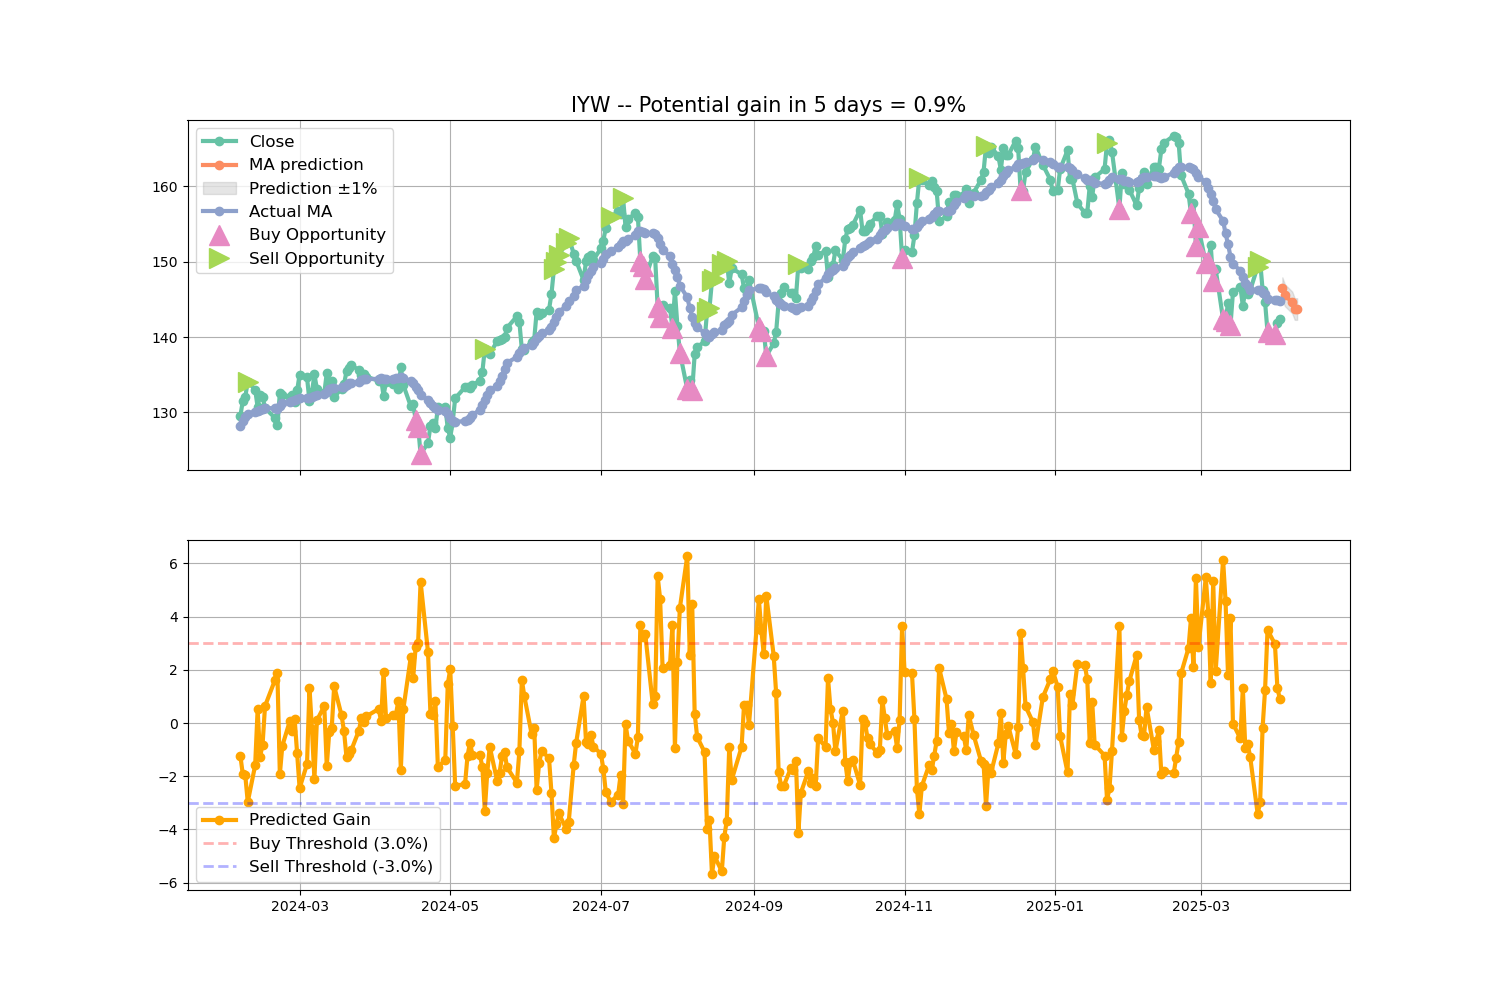 IYW -- Potential gain in 5 days = 0.9%
Close
MA prediction
Prediction ±1%
Actual MA
Buy Opportunity
Sell Opportunity
160
150
140
130
6
4
2
0
−2
−4
−6
Predicted Gain
Buy Threshold (3.0%)
Sell Threshold (-3.0%)
2024-03 2024-05 2024-07 2024-09 2024-11 2025-01 2025-03